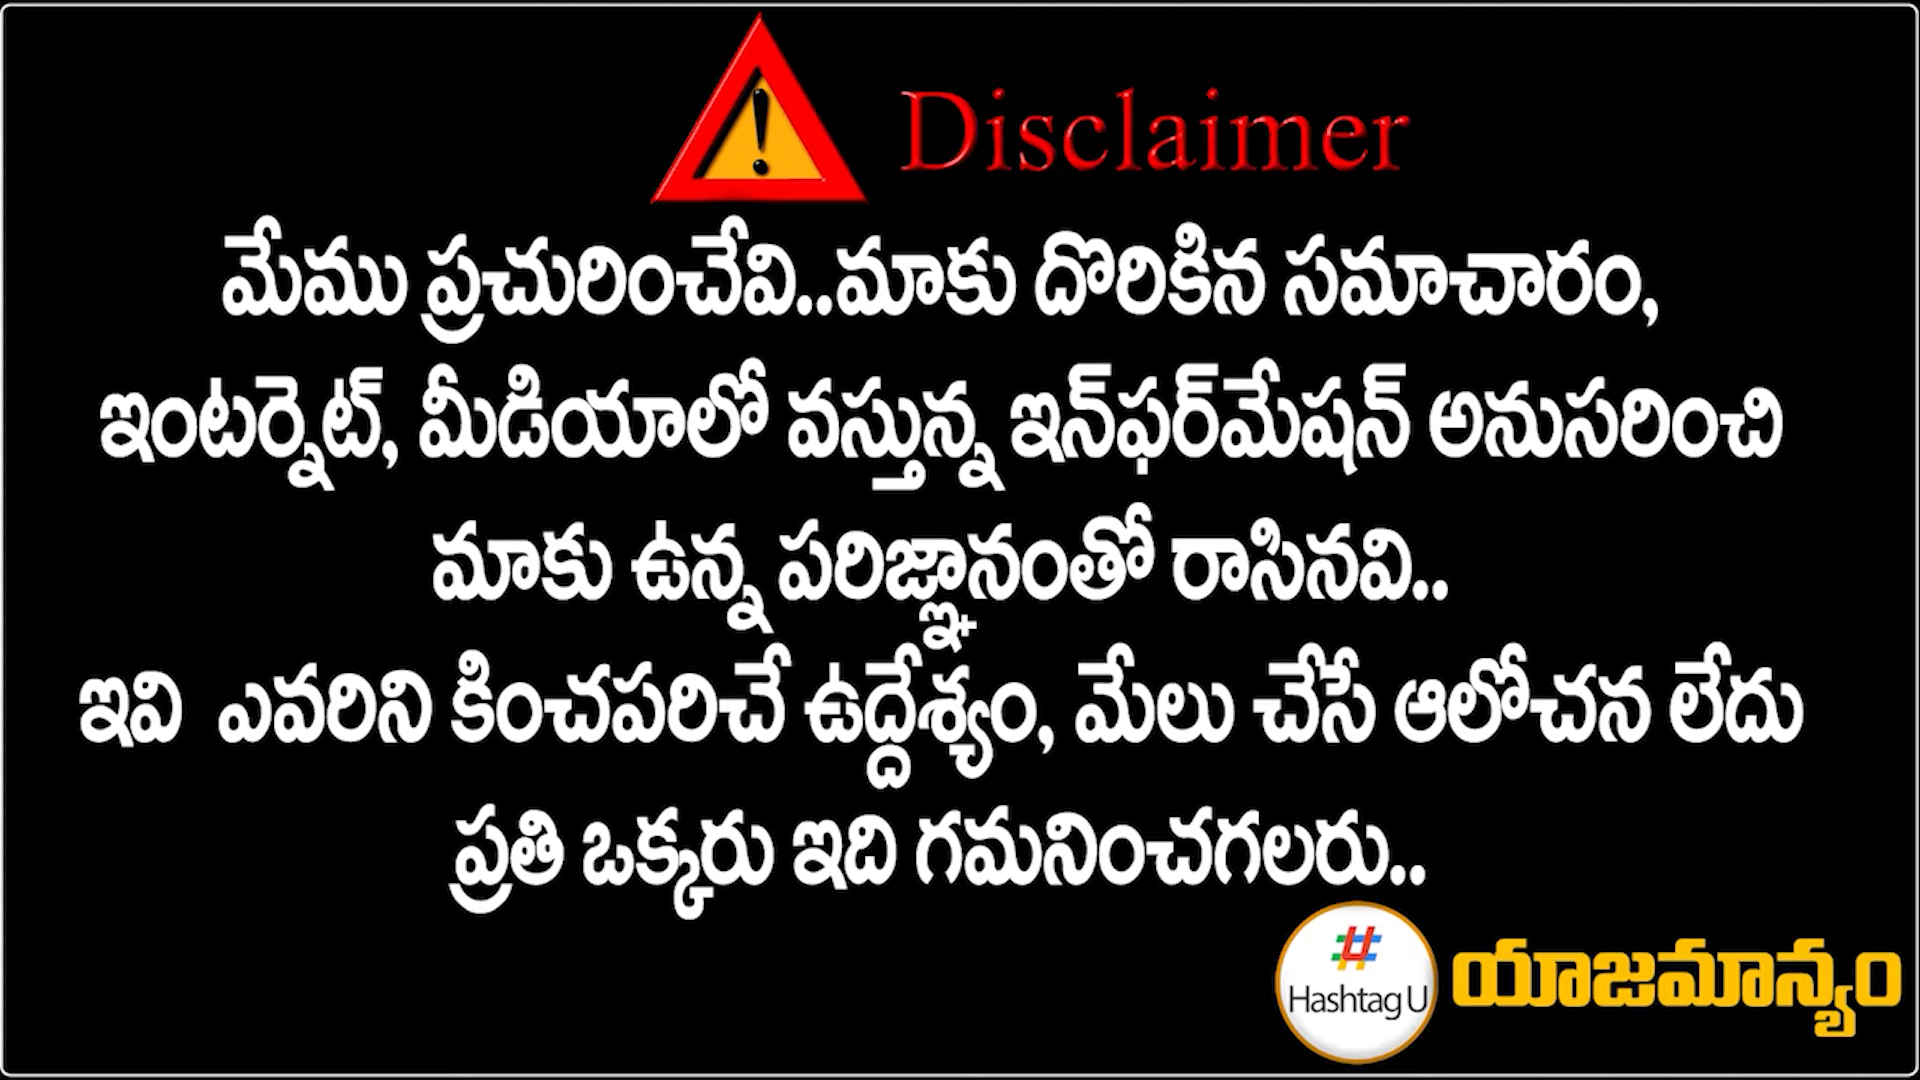 Disclaimer
మేము ప్రచురించేవి..మాకు దొరికిన సమాచారం,
ఇంటర్నెట్, మీడియాలో వస్తున్న ఇన్‌ఫర్‌మేషన్ అనుసరించి
మాకు ఉన్న పరిజ్ఞానంతో రాసినవి..
ఇవి ఎవరిని కించపరిచే ఉద్దేశ్యం, మేలు చేసే ఆలోచన లేదు
ప్రతి ఒక్కరు ఇది గమనించగలరు..
# Hashtag U
యాజమాన్యం